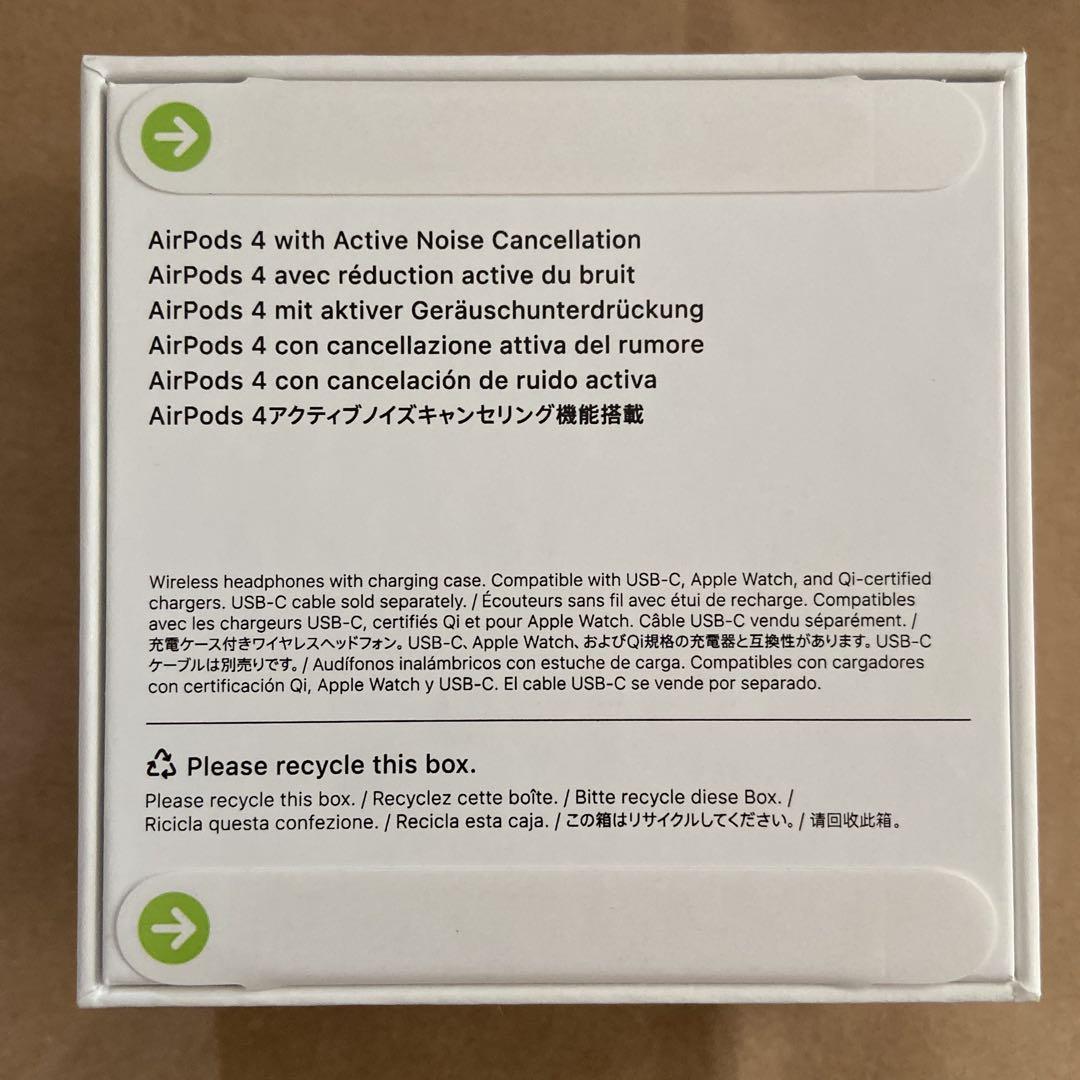 AirPods 4 with Active Noise Cancellation
AirPods 4 avec réduction active du bruit
AirPods 4 mit aktiver Geräuschunterdrückung
AirPods 4 con cancellazione attiva del rumore
AirPods 4 con cancelación de ruido activa
AirPods 4アクティブノイズキャンセリング機能搭載
Wireless headphones with charging case. Compatible with USB-C, Apple Watch, and Qi-certified
chargers. USB-C cable sold separately. / Écouteurs sans fil avec étui de recharge. Compatibles
avec les chargeurs USB-C, certifiés Qi et pour Apple Watch. Câble USB-C vendu séparément. /
充電ケース付きワイヤレスヘッドフォン。USB-C、Apple Watch、およびQi規格の充電器と互換性があります。USB-C
ケーブルは別売りです。/ Audífonos inalámbricos con estuche de carga. Compatibles con cargadores
con certificación Qi, Apple Watch y USB-C. El cable USB-C se vende por separado.
Please recycle this box.
Please recycle this box. / Recyclez cette boîte. / Bitte recycle diese Box. /
Ricicla questa confezione. / Recicla esta caja. / この箱はリサイクルしてください。/ 请回收此箱。